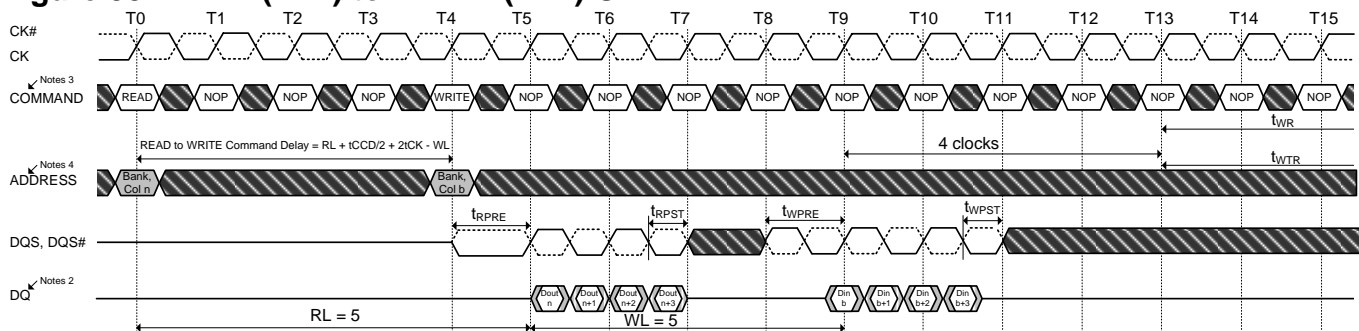 T0 T1 T2 T3 T4 T5 T6 T7 T8 T9 T10 T11 T12 T13 T14 T15
CK#
CK
Notes 3
COMMAND READ NOP NOP NOP WRITE NOP NOP NOP NOP NOP NOP NOP NOP NOP NOP NOP
tWR
READ to WRITE Command Delay = RL + tCCD/2 + 2tCK - WL
4 clocks
tWTR
Notes 4
ADDRESS Bank, Col n Bank, Col b
tRPRE tRPST tWPRE tWPST
DQS, DQS#
Notes 2
DQ Dout n Dout n+1 Dout n+2 Dout n+3 Din b Din b+1 Din b+2 Din b+3
RL = 5 WL = 5